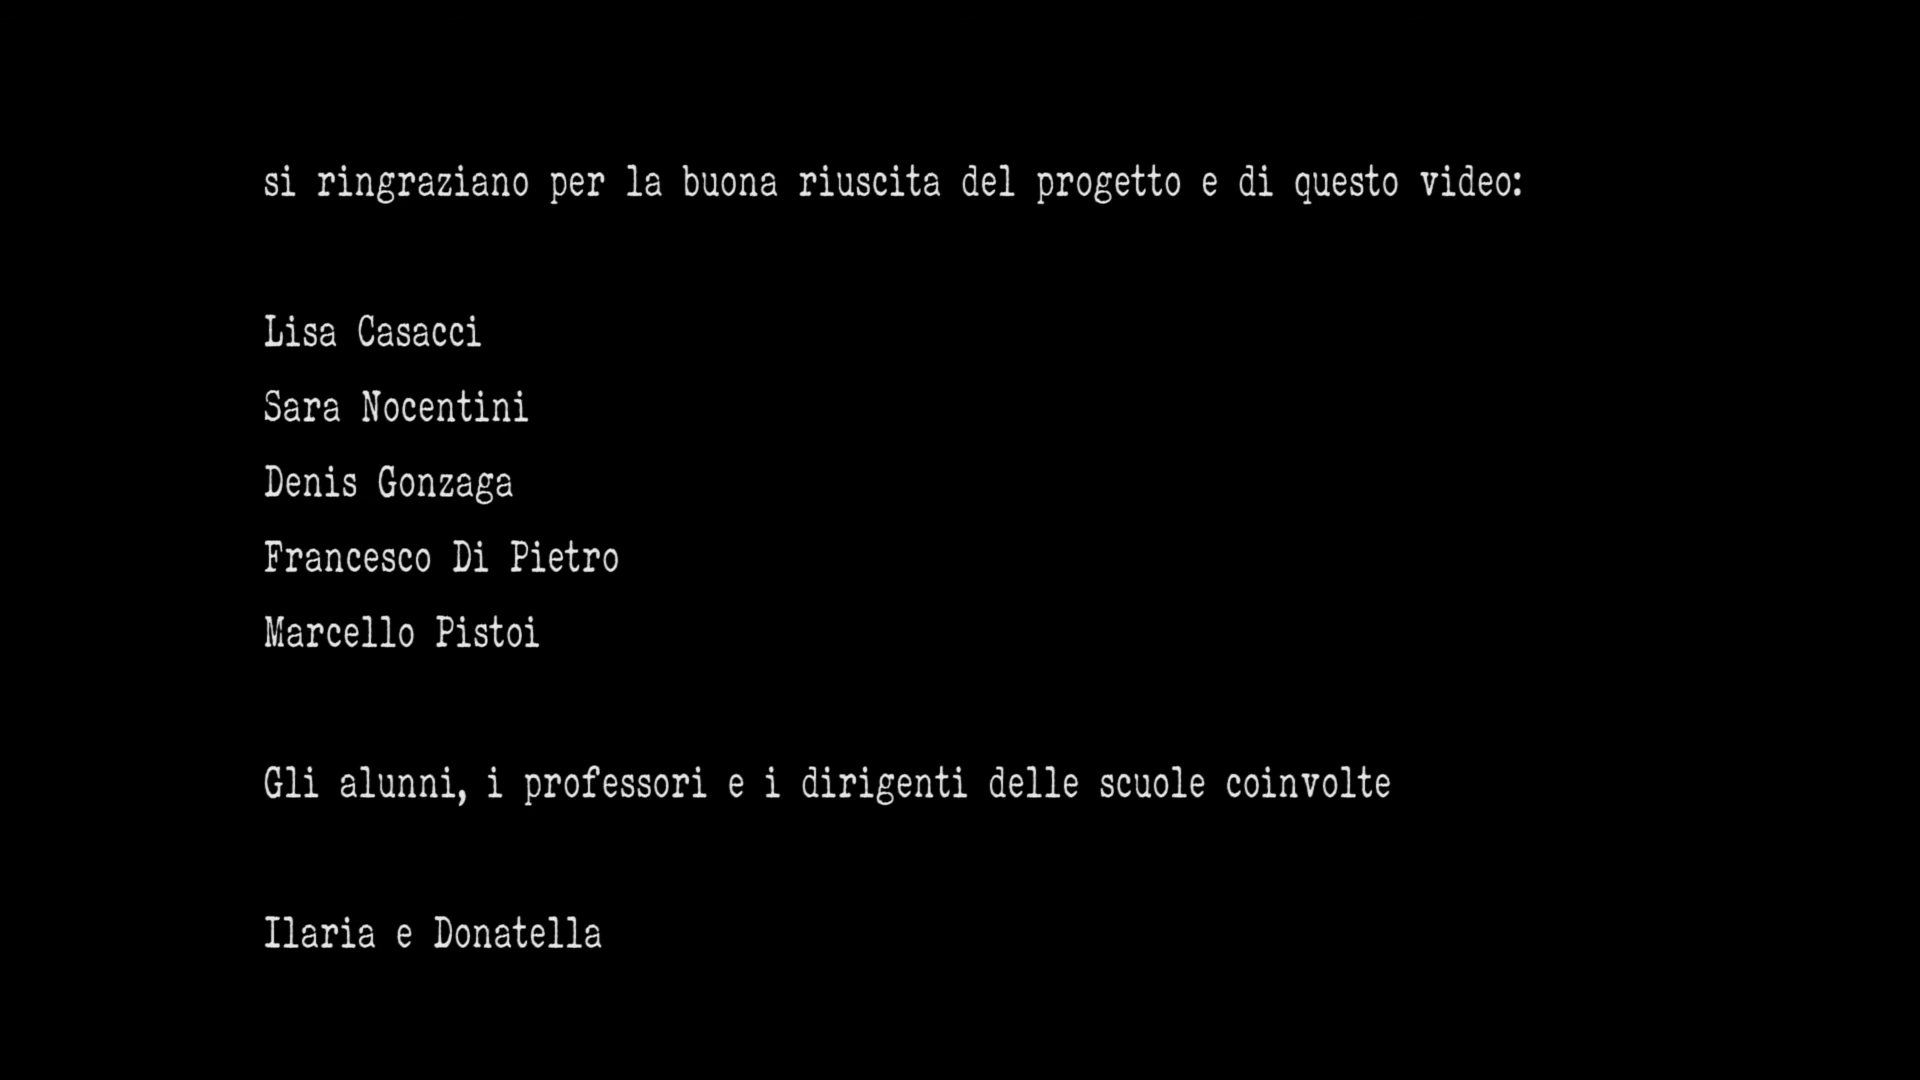 si ringraziano per la buona riuscita del progetto e di questo video:
Lisa Casacci
Sara Nocentini
Denis Gonzaga
Francesco Di Pietro
Marcello Pistoi
Gli alunni, i professori e i dirigenti delle scuole coinvolte
Ilaria e Donatella